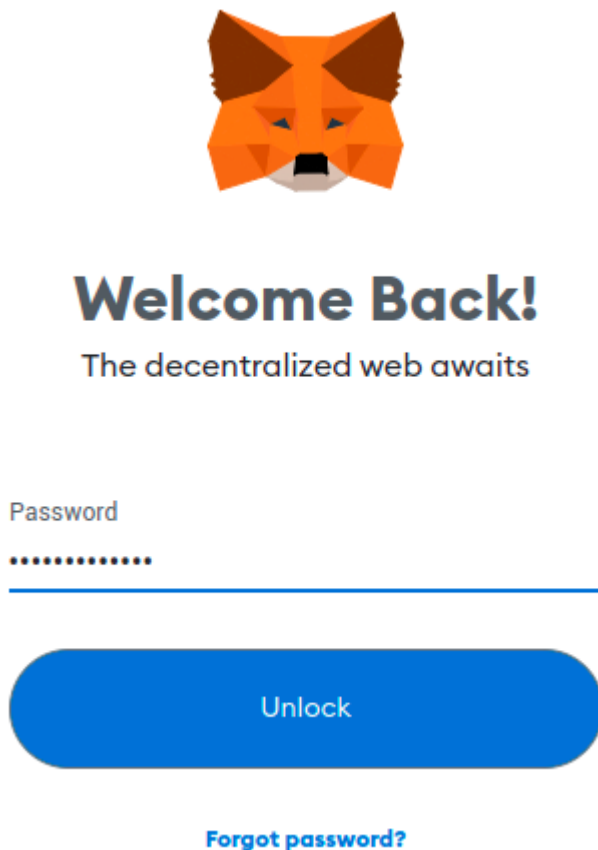 Welcome Back!
The decentralized web awaits
Password
•••••••••••••
Unlock
Forgot password?